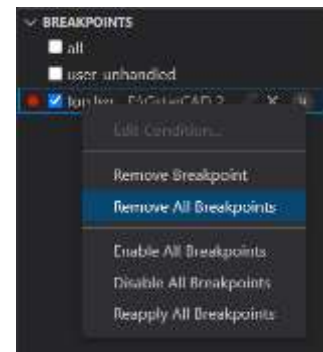 BREAKPOINTS
all
user-unhandled
Edit Condition...
Remove Breakpoint
Remove All Breakpoints
Enable All Breakpoints
Disable All Breakpoints
Reapply All Breakpoints